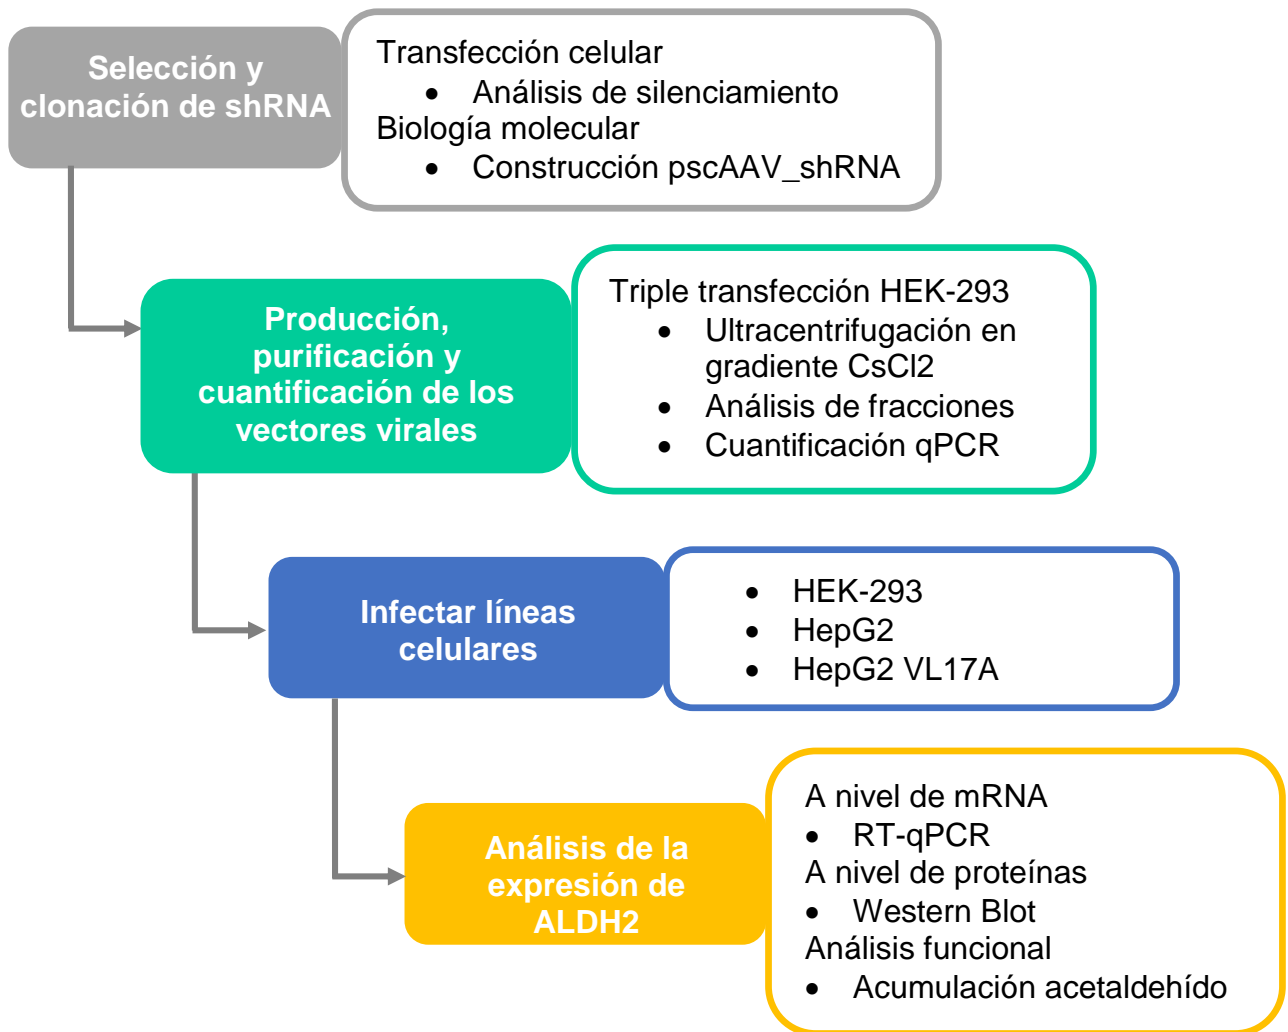 Selección y
clonación de shRNA
Transfección celular
• Análisis de silenciamiento
Biología molecular
• Construcción pscAAV_shRNA
Producción,
purificación y
cuantificación de los
vectores virales
Triple transfección HEK-293
• Ultracentrifugación en
gradiente CsCl2
• Análisis de fracciones
• Cuantificación qPCR
Infectar líneas
celulares
• HEK-293
• HepG2
• HepG2 VL17A
Análisis de la
expresión de
ALDH2
A nivel de mRNA
• RT-qPCR
A nivel de proteínas
• Western Blot
Análisis funcional
• Acumulación acetaldehído